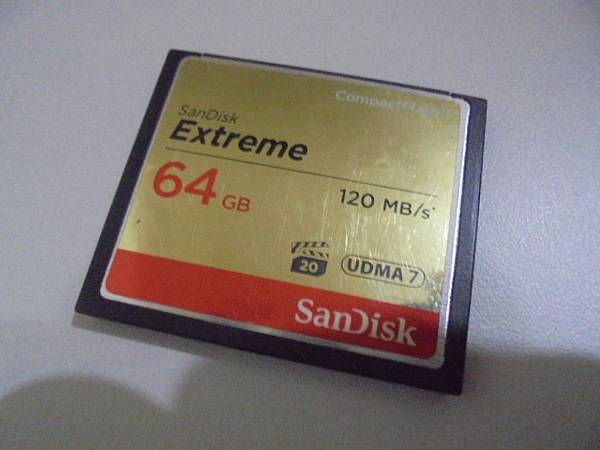 CompactFlash
SanDisk
Extreme
64 GB
120 MB/s*
20
UDMA 7
SanDisk